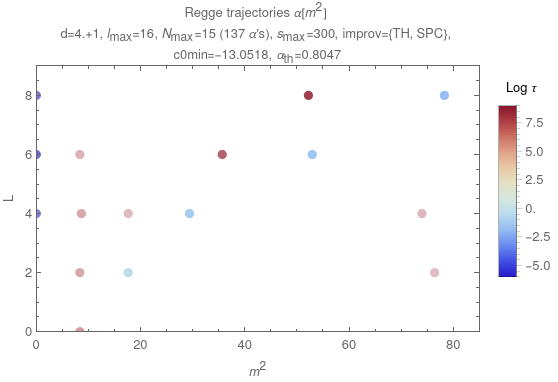 Regge trajectories α[m²]
d=4.+1, l_max=16, N_max=15 (137 α's), s_max=300, improv={TH, SPC},
c0min=−13.0518, α_th=0.8047
Log τ
8
6
4
2
0
L
0 20 40 60 80
m²
7.5
5.0
2.5
0.
−2.5
−5.0